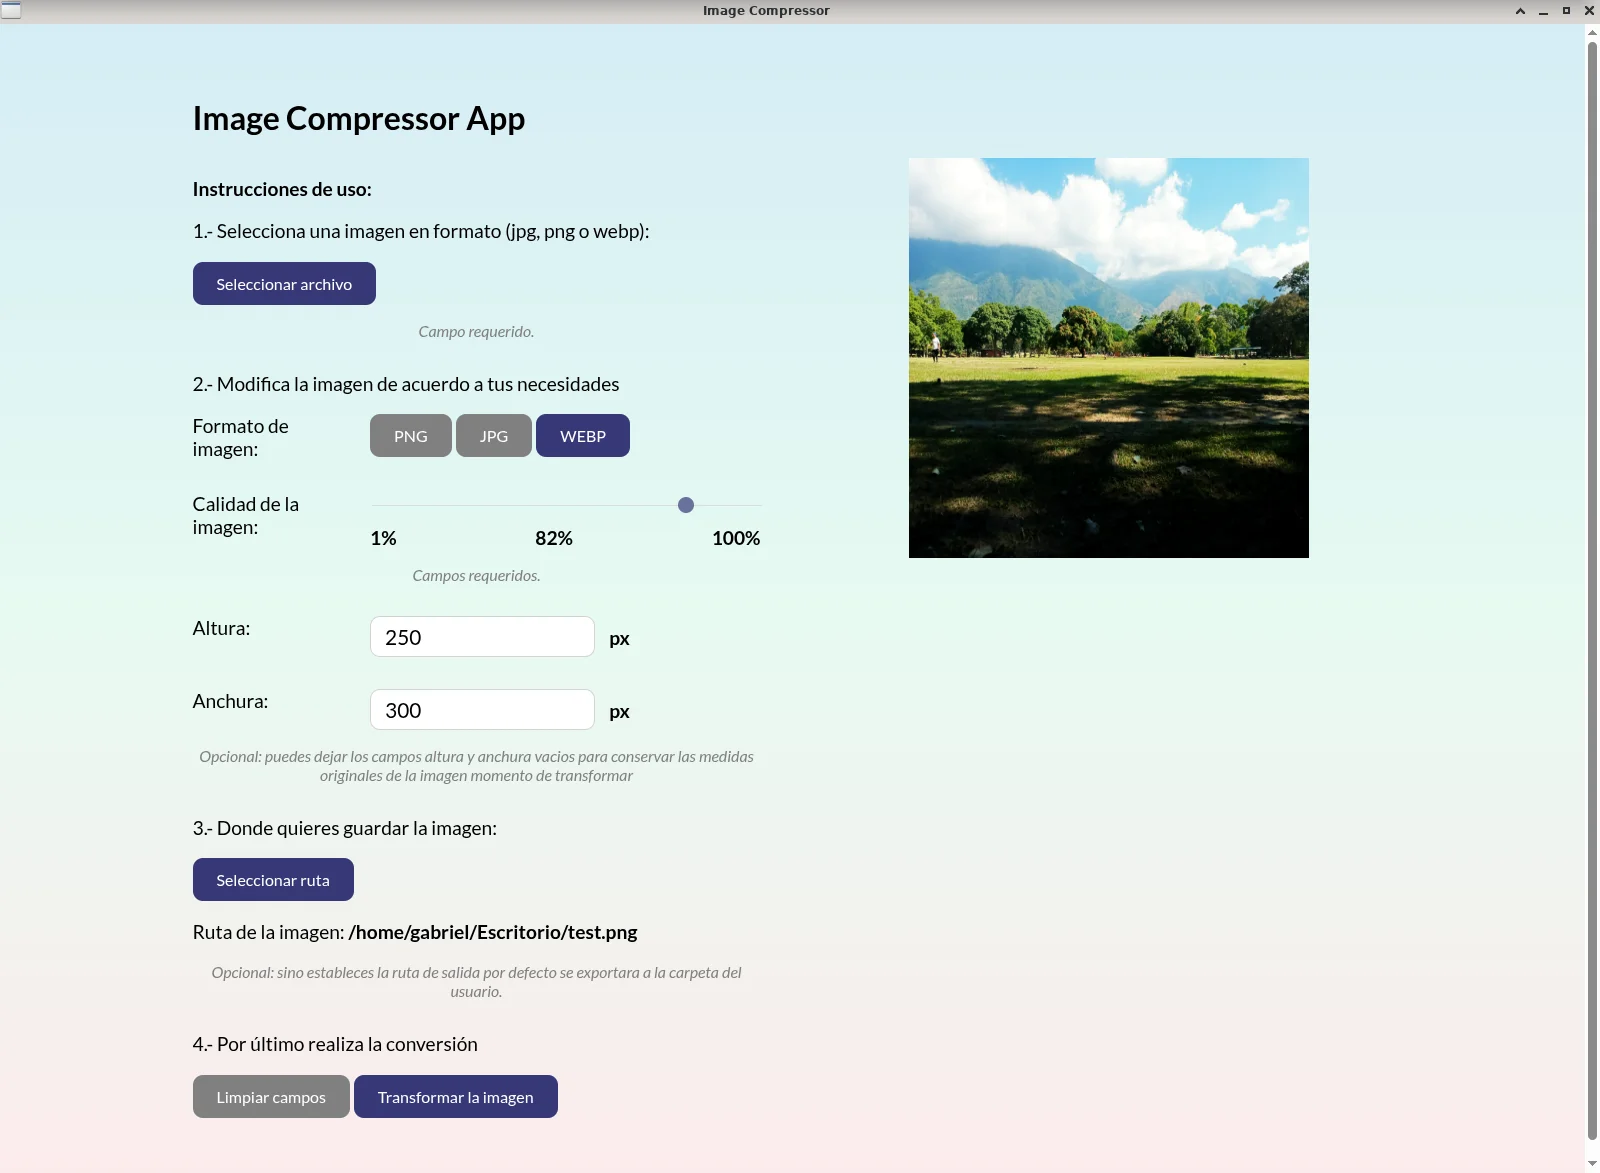 Image Compressor
Image Compressor App
Instrucciones de uso:
1.- Selecciona una imagen en formato (jpg, png o webp):
Seleccionar archivo
Campo requerido.
2.- Modifica la imagen de acuerdo a tus necesidades
Formato de
imagen:
PNG JPG WEBP
Calidad de la
imagen:
1% 82% 100%
Campos requeridos.
Altura:
250 px
Anchura:
300 px
Opcional: puedes dejar los campos altura y anchura vacios para conservar las medidas
originales de la imagen momento de transformar
3.- Donde quieres guardar la imagen:
Seleccionar ruta
Ruta de la imagen: /home/gabriel/Escritorio/test.png
Opcional: sino estableces la ruta de salida por defecto se exportara a la carpeta del
usuario.
4.- Por último realiza la conversión
Limpiar campos Transformar la imagen